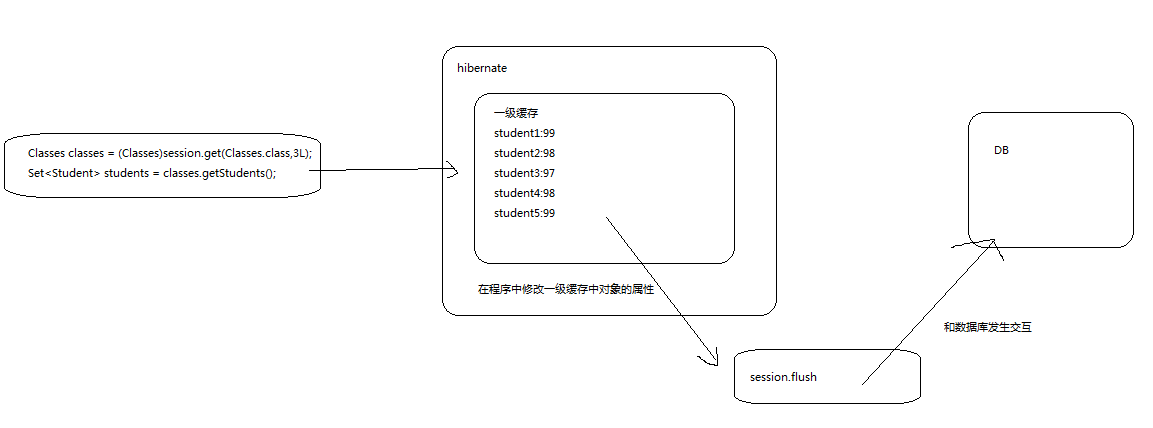 Classes classes = (Classes)session.get(Classes.class,3L);
Set<Student> students = classes.getStudents();
hibernate
一级缓存
student1:99
student2:98
student3:97
student4:98
student5:99
在程序中修改一级缓存中对象的属性
session.flush
和数据库发生交互
DB